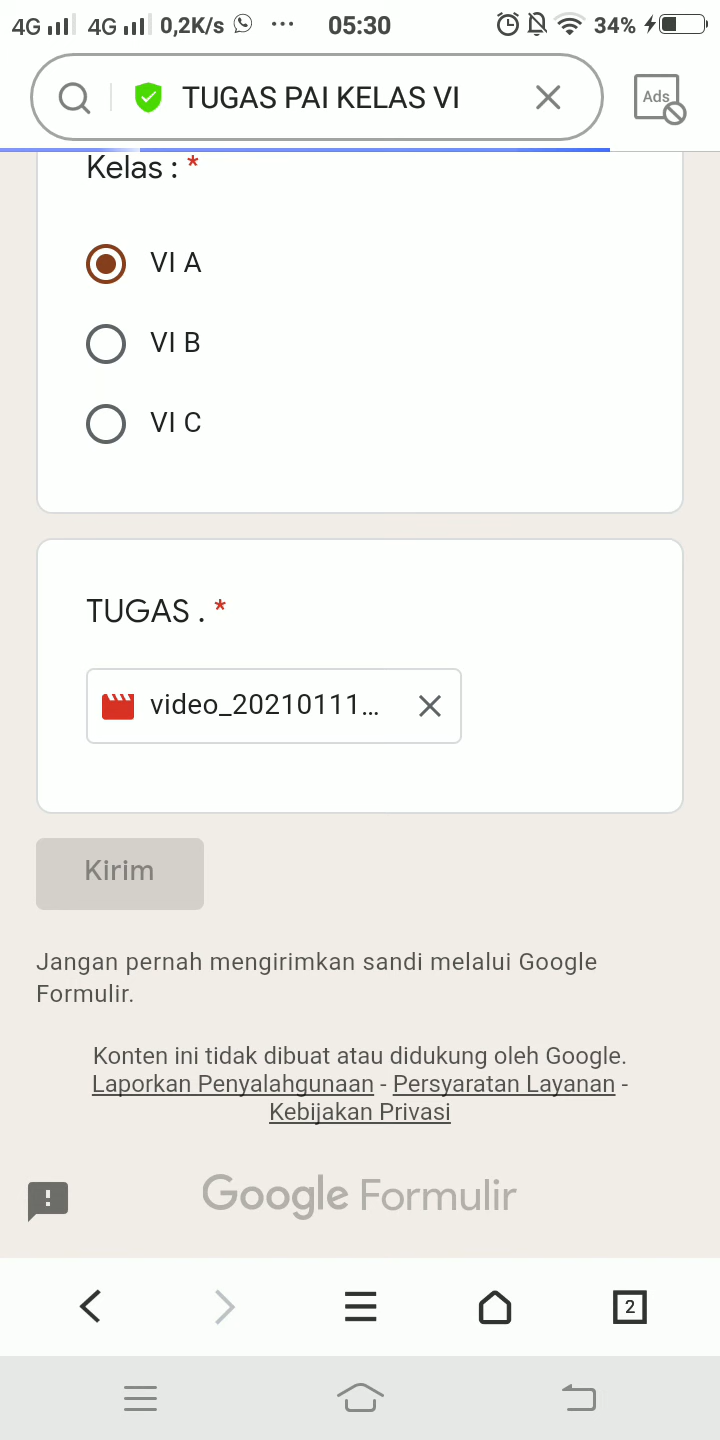 4G 4G 0,2K/s ... 05:30 34%
TUGAS PAI KELAS VI
Ads
Kelas : *
VI A
VI B
VI C
TUGAS . *
video_20210111...
Kirim
Jangan pernah mengirimkan sandi melalui Google
Formulir.
Konten ini tidak dibuat atau didukung oleh Google.
Laporkan Penyalahgunaan - Persyaratan Layanan -
Kebijakan Privasi
Google Formulir
2